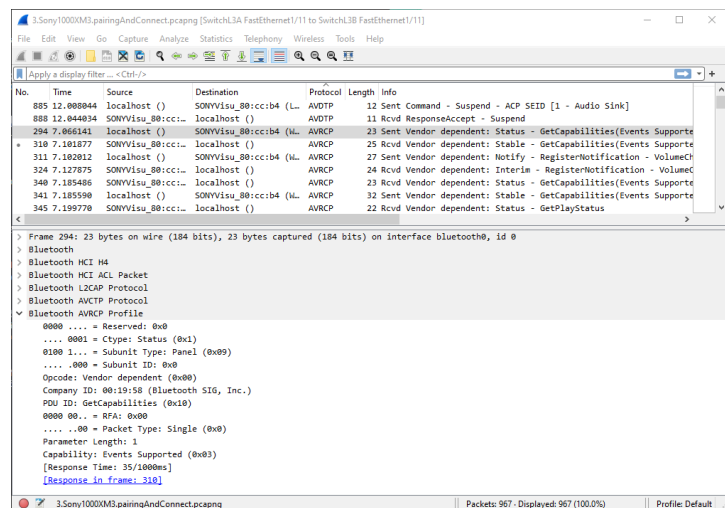 3.Sony1000XM3.pairingAndConnect.pcapng [SwitchL3A FastEthernet1/11 to SwitchL3B FastEthernet1/11]
File Edit View Go Capture Analyze Statistics Telephony Wireless Tools Help
Apply a display filter ... <Ctrl-/>
No. Time Source Destination Protocol Length Info
885 12.008044 localhost () SONYVisu_80:cc:b4 (L… AVDTP 12 Sent Command - Suspend - ACP SEID [1 - Audio Sink]
888 12.044034 SONYVisu_80:cc:… localhost () AVDTP 11 Rcvd ResponseAccept - Suspend
294 7.066141 localhost () SONYVisu_80:cc:b4 (W… AVRCP 23 Sent Vendor dependent: Status - GetCapabilities(Events Supporte
310 7.101877 SONYVisu_80:cc:… localhost () AVRCP 25 Rcvd Vendor dependent: Stable - GetCapabilities(Events Supporte
311 7.102012 localhost () SONYVisu_80:cc:b4 (W… AVRCP 27 Sent Vendor dependent: Notify - RegisterNotification - VolumeCh
324 7.127875 SONYVisu_80:cc:… localhost () AVRCP 24 Rcvd Vendor dependent: Interim - RegisterNotification - VolumeC
340 7.185486 SONYVisu_80:cc:… localhost () AVRCP 23 Rcvd Vendor dependent: Status - GetCapabilities(Events Supporte
341 7.185590 localhost () SONYVisu_80:cc:b4 (W… AVRCP 32 Sent Vendor dependent: Stable - GetCapabilities(Events Supporte
345 7.199770 SONYVisu_80:cc:… localhost () AVRCP 22 Rcvd Vendor dependent: Status - GetPlayStatus
Frame 294: 23 bytes on wire (184 bits), 23 bytes captured (184 bits) on interface bluetooth0, id 0
Bluetooth
Bluetooth HCI H4
Bluetooth HCI ACL Packet
Bluetooth L2CAP Protocol
Bluetooth AVCTP Protocol
Bluetooth AVRCP Profile
0000 .... = Reserved: 0x0
.... 0001 = Ctype: Status (0x1)
0100 1... = Subunit Type: Panel (0x09)
.... .000 = Subunit ID: 0x0
Opcode: Vendor dependent (0x00)
Company ID: 00:19:58 (Bluetooth SIG, Inc.)
PDU ID: GetCapabilities (0x10)
0000 00.. = RFA: 0x00
.... ..00 = Packet Type: Single (0x0)
Parameter Length: 1
Capability: Events Supported (0x03)
[Response Time: 35/1000ms]
[Response in frame: 310]
3.Sony1000XM3.pairingAndConnect.pcapng Packets: 967 · Displayed: 967 (100.0%) Profile: Default